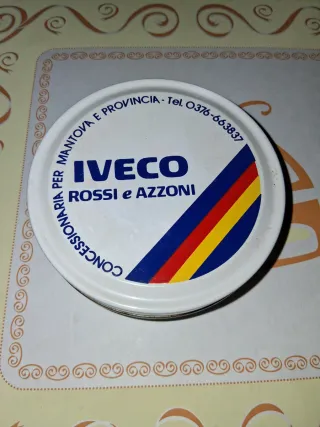 CONCESSIONARIA PER MANTOVA E PROVINCIA - Tel. 0376-663837
IVECO
ROSSI e AZZONI